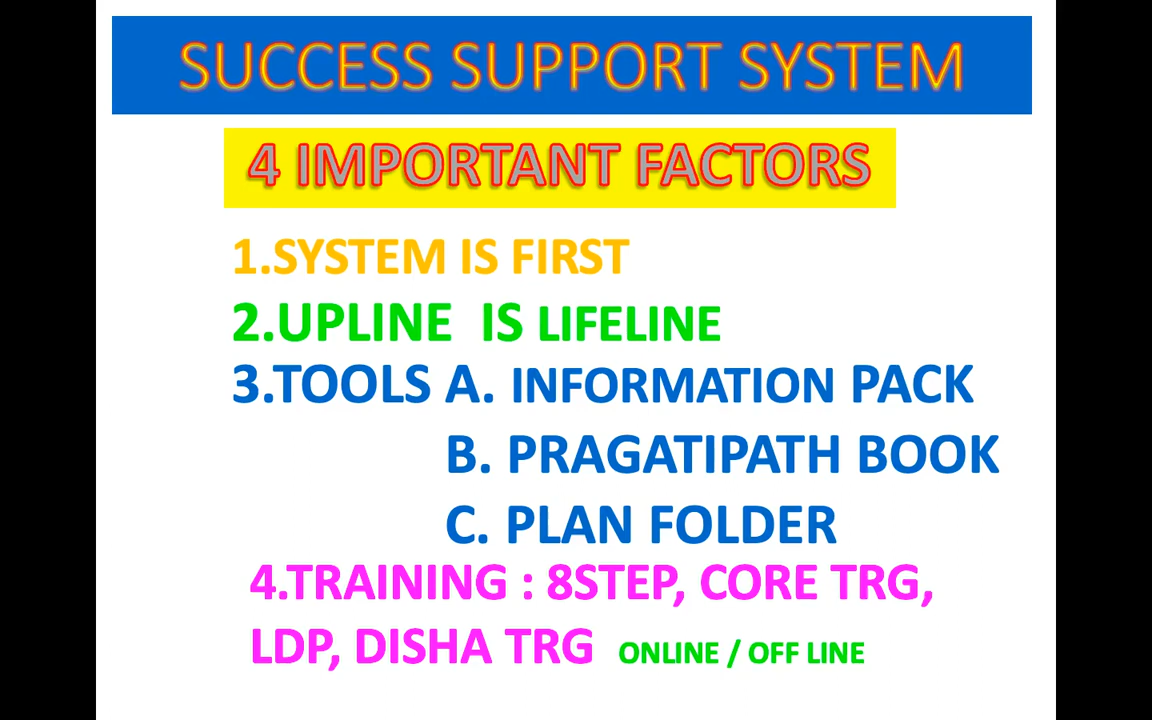 SUCCESS SUPPORT SYSTEM
4 IMPORTANT FACTORS
1.SYSTEM IS FIRST
2.UPLINE IS LIFELINE
3.TOOLS A. INFORMATION PACK
B. PRAGATIPATH BOOK
C. PLAN FOLDER
4.TRAINING : 8STEP, CORE TRG,
LDP, DISHA TRG ONLINE / OFF LINE